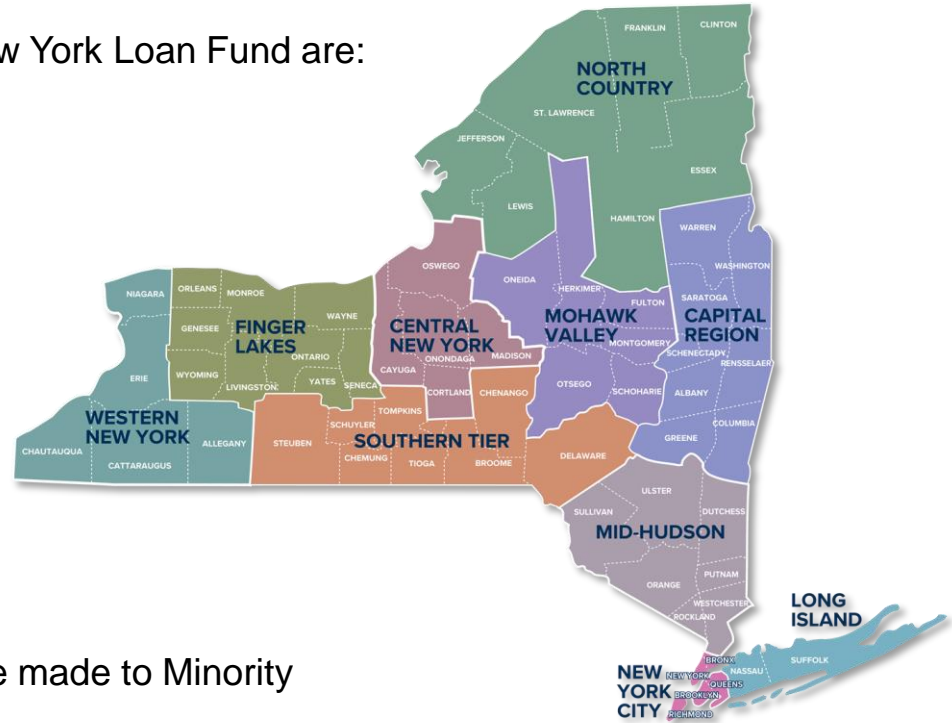 w York Loan Fund are:
FRANKLIN
CLINTON
NORTH
COUNTRY
ST. LAWRENCE
JEFFERSON
ESSEX
LEWIS
HAMILTON
WARREN
WASHINGTON
OSWEGO
ONEIDA
HERKIMER
FULTON
SARATOGA
NIAGARA
ORLEANS
MONROE
WAYNE
GENESEE
FINGER
LAKES
ONTARIO
WYOMING
LIVINGSTON
YATES
SENECA
CENTRAL
NEW YORK
ONONDAGA
MADISON
CAYUGA
CORTLAND
MOHAWK
VALLEY
MONTGOMERY
OTSEGO
SCHOHARIE
CAPITAL
REGION
SCHENECTADY
RENSSELAER
ALBANY
COLUMBIA
GREENE
ERIE
WESTERN
NEW YORK
CHAUTAUQUA
CATTARAUGUS
ALLEGANY
CHENANGO
TOMPKINS
SCHUYLER
STEUBEN
SOUTHERN TIER
CHEMUNG
TIOGA
BROOME
DELAWARE
ULSTER
SULLIVAN
DUTCHESS
MID-HUDSON
PUTNAM
ORANGE
WESTCHESTER
ROCKLAND
LONG
ISLAND
BRONX
NASSAU
SUFFOLK
NEW
YORK
CITY
NEW YORK
QUEENS
BROOKLYN
RICHMOND
e made to Minority